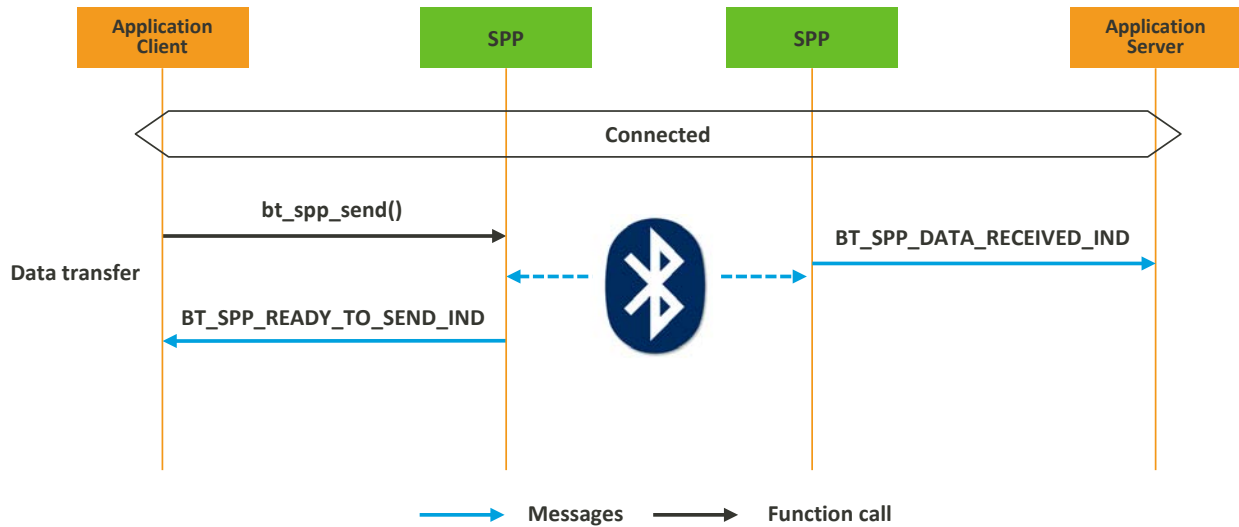 Application
Client
SPP
SPP
Application
Server
Connected
bt_spp_send()
BT_SPP_DATA_RECEIVED_IND
Data transfer
BT_SPP_READY_TO_SEND_IND
Messages
Function call